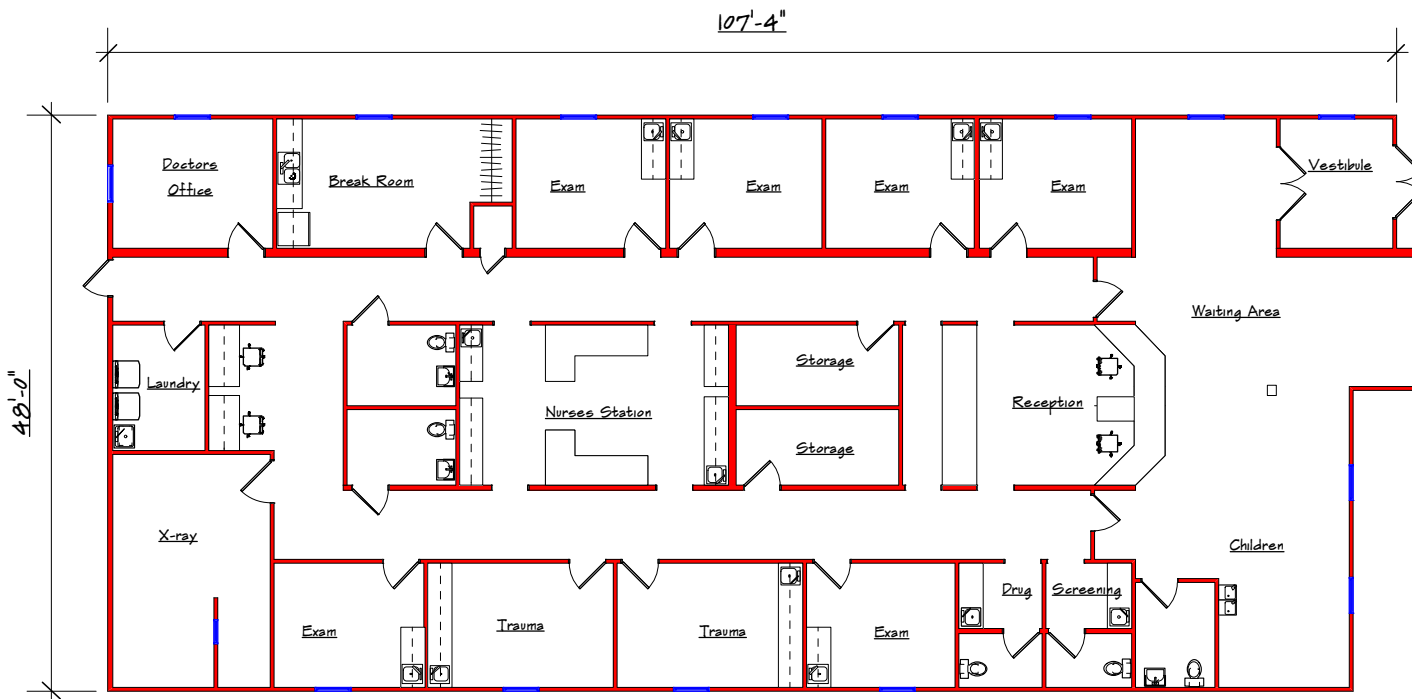 107'-4"
48'-0"
Doctors
Office
Break Room
Exam
Exam
Exam
Exam
Vestibule
Waiting Area
Laundry
Nurses Station
Storage
Storage
Reception
X-ray
Children
Exam
Trauma
Trauma
Exam
Drug
Screening